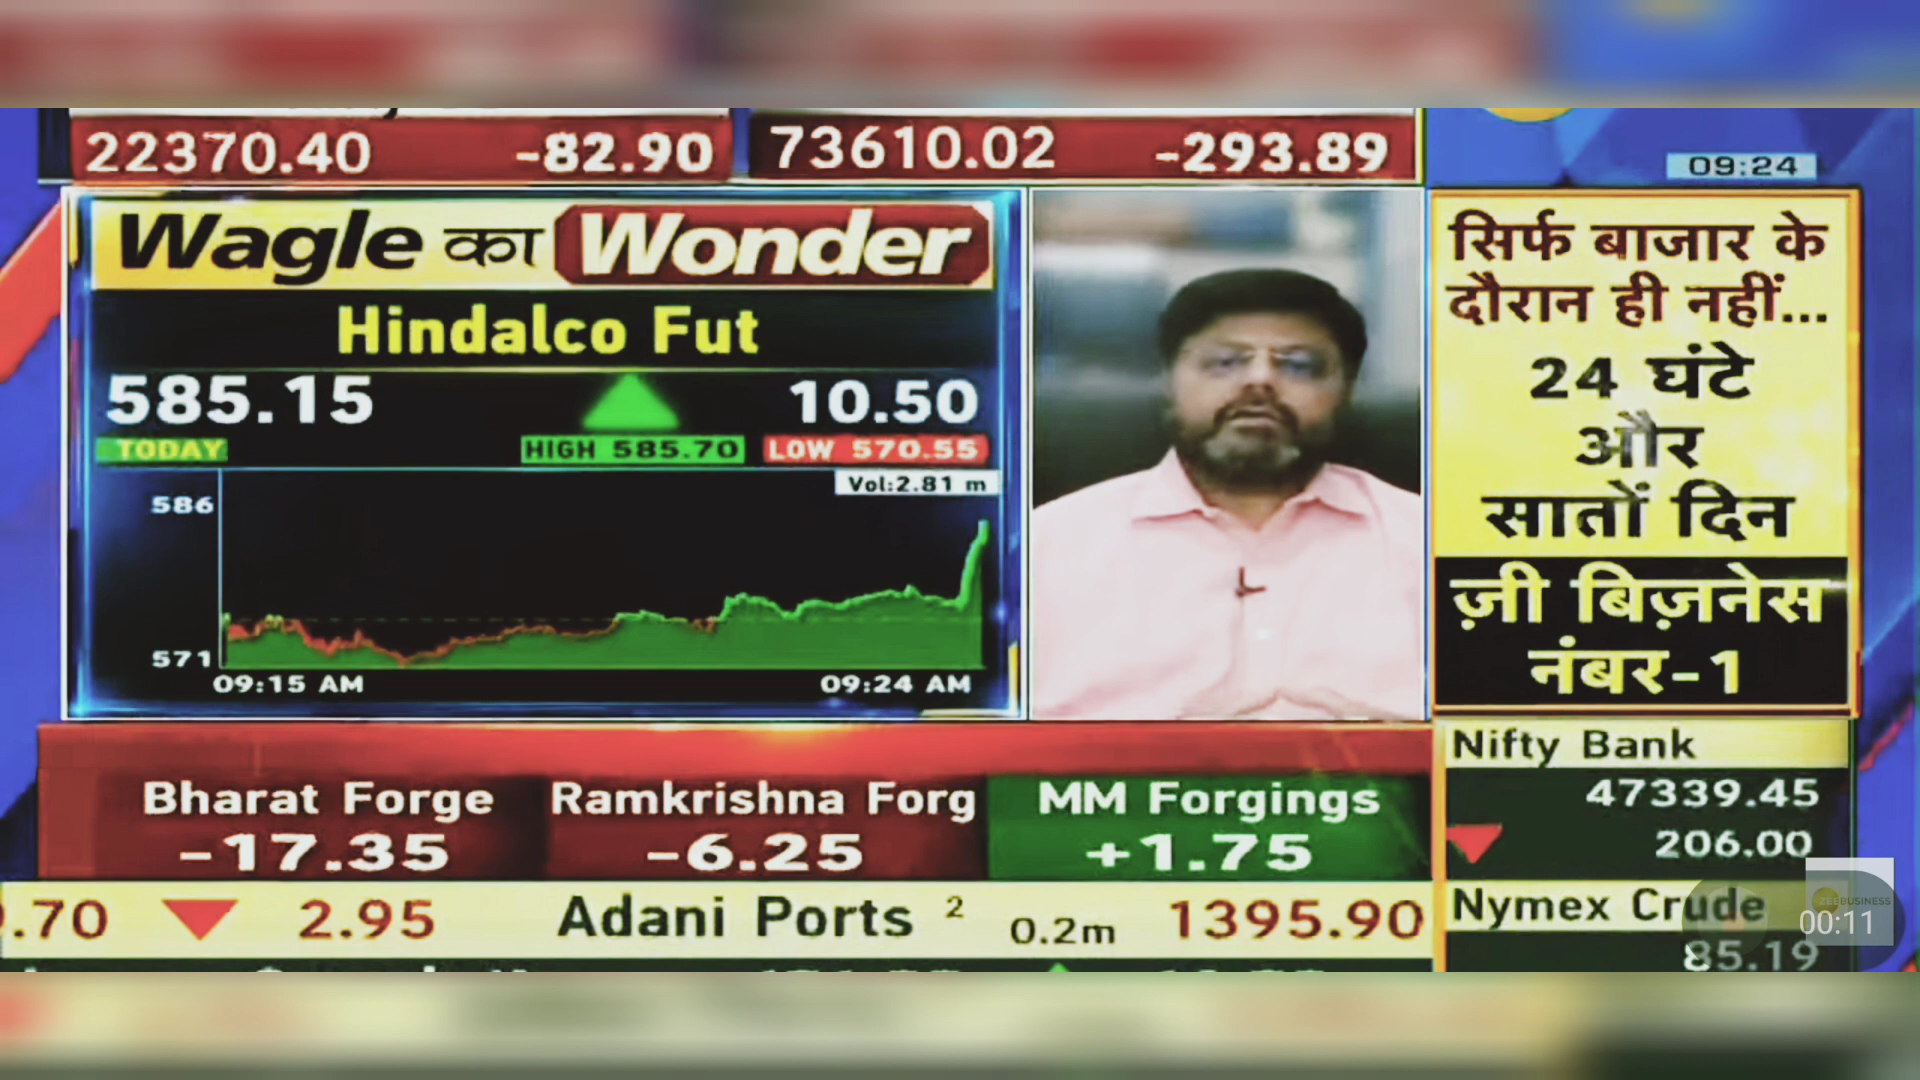 22370.40 -82.90 73610.02 -293.89
09:24
Wagle का Wonder
Hindalco Fut
585.15 10.50
TODAY HIGH 585.70 LOW 570.55
Vol:2.81 m
586
571
09:15 AM 09:24 AM
सिर्फ बाजार के
दौरान ही नहीं...
24 घंटे
और
सातों दिन
ज़ी बिज़नेस
नंबर-1
Bharat Forge Ramkrishna Forg MM Forgings
-17.35 -6.25 +1.75
.70 2.95 Adani Ports 2 0.2m 1395.90
Nifty Bank
47339.45
206.00
Nymex Crude
85.19
ZEEBUSINESS
00:11